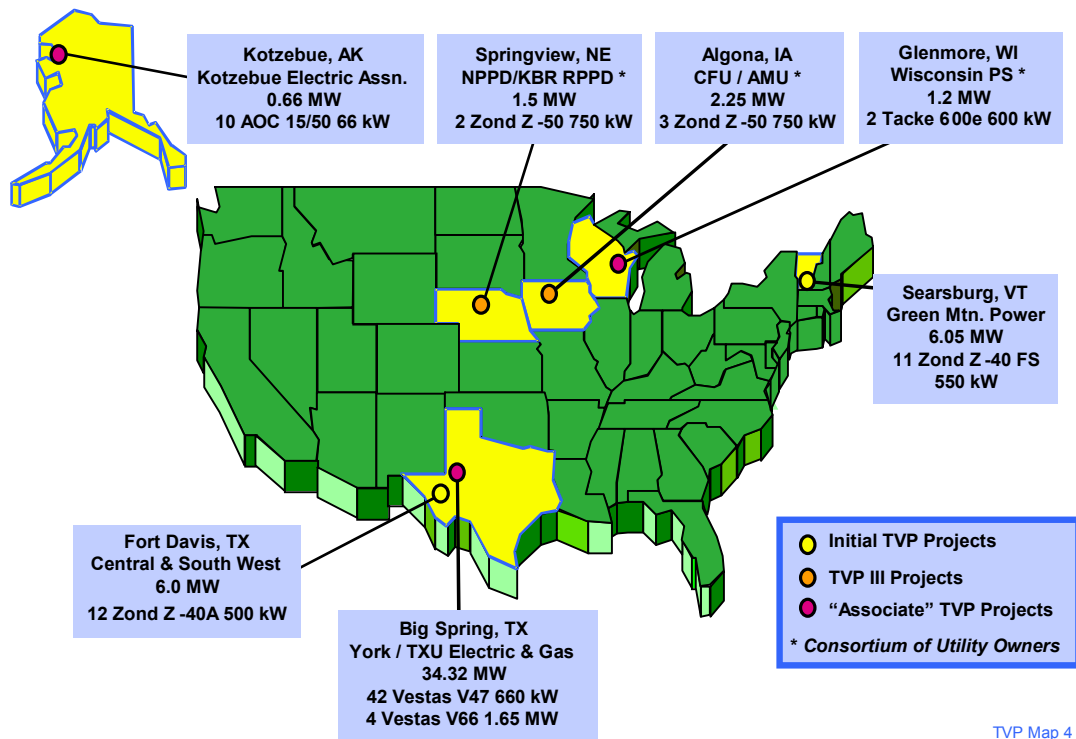 Kotzebue, AK
Kotzebue Electric Assn.
0.66 MW
10 AOC 15/50 66 kW
Springview, NE
NPPD/KBR RPPD *
1.5 MW
2 Zond Z -50 750 kW
Algona, IA
CFU / AMU *
2.25 MW
3 Zond Z -50 750 kW
Glenmore, WI
Wisconsin PS *
1.2 MW
2 Tacke 600e 600 kW
Searsburg, VT
Green Mtn. Power
6.05 MW
11 Zond Z -40 FS
550 kW
Fort Davis, TX
Central & South West
6.0 MW
12 Zond Z -40A 500 kW
Big Spring, TX
York / TXU Electric & Gas
34.32 MW
42 Vestas V47 660 kW
4 Vestas V66 1.65 MW
Initial TVP Projects
TVP III Projects
“Associate” TVP Projects
* Consortium of Utility Owners
TVP Map 4